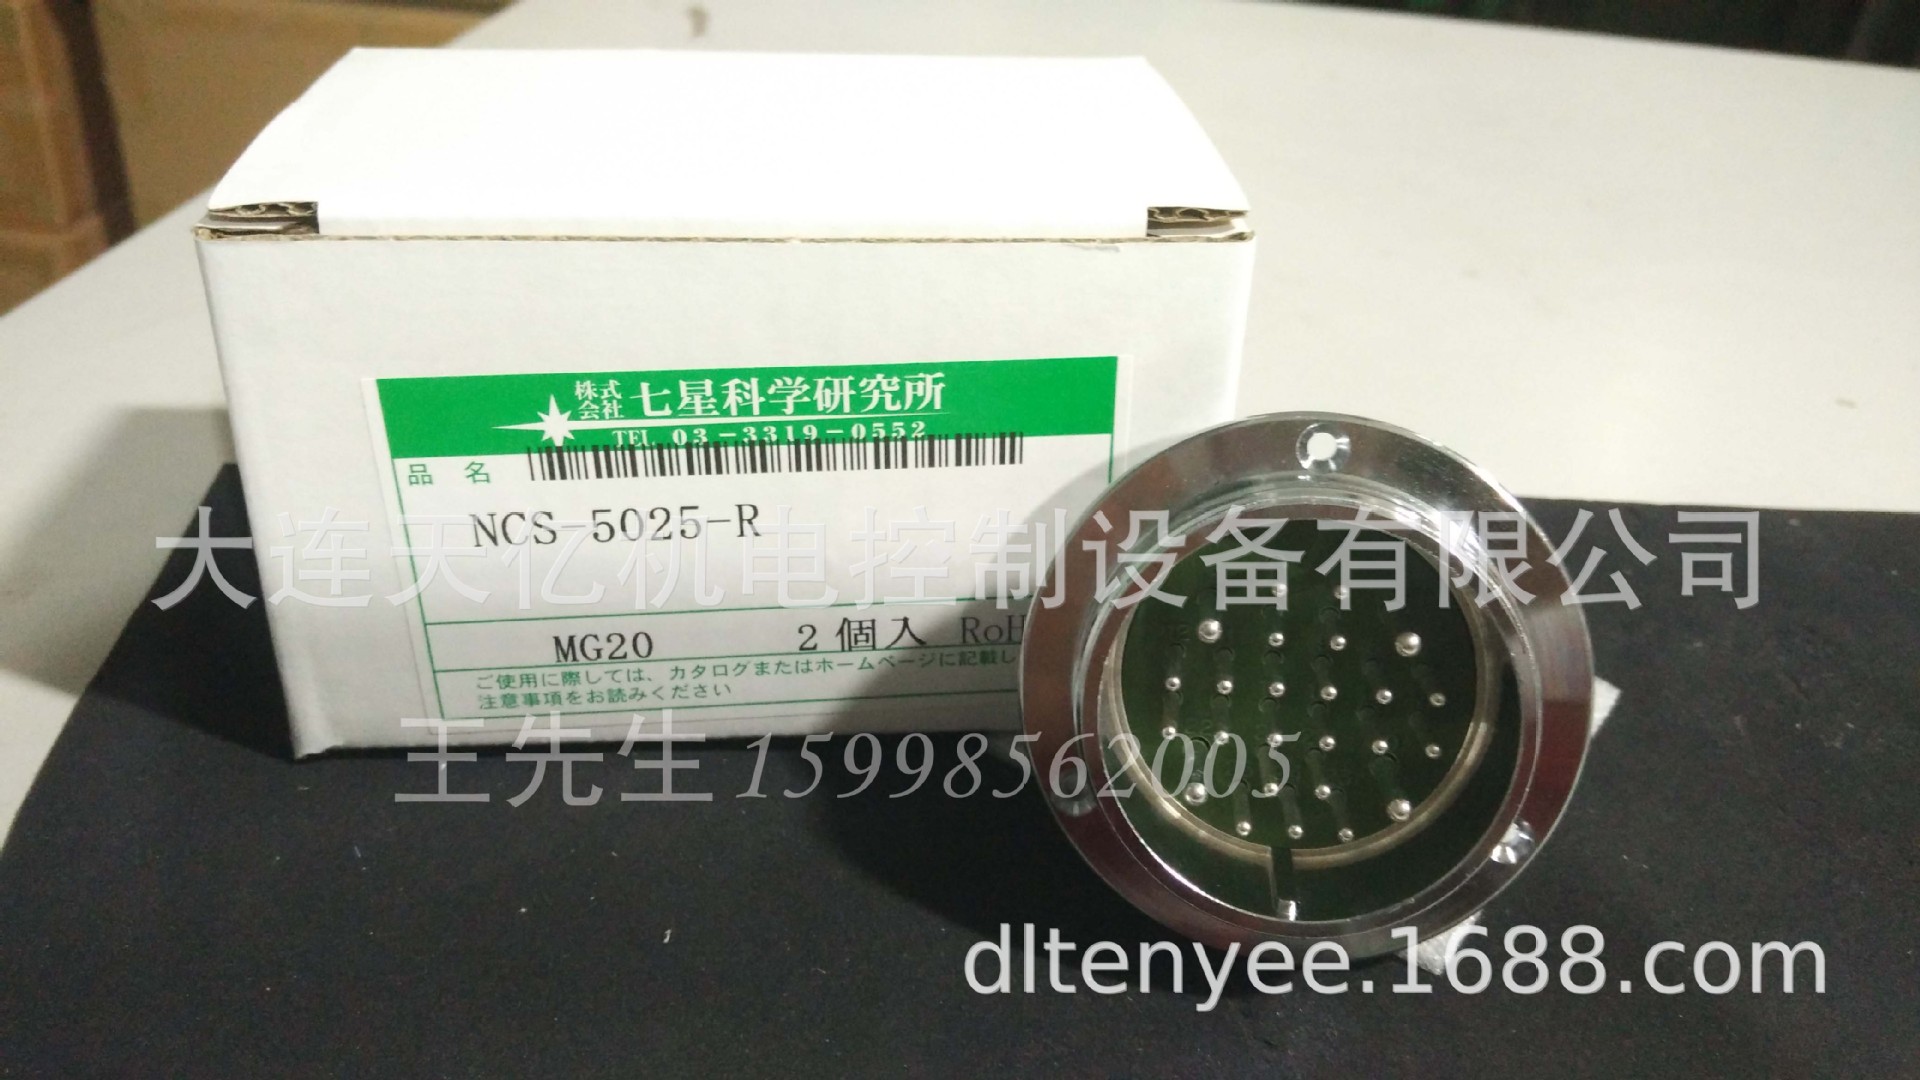 株式会社 七星科学研究所
TEL 03-3319-0552
品 名
NCS-5025-R
大连天亿机电控制设备有限公司
MG20 2個入 RoH
ご使用に際しては、カタログまたはホームページに記載し
注意事項をお読みください
王先生15998562005
dltenyee.1688.com